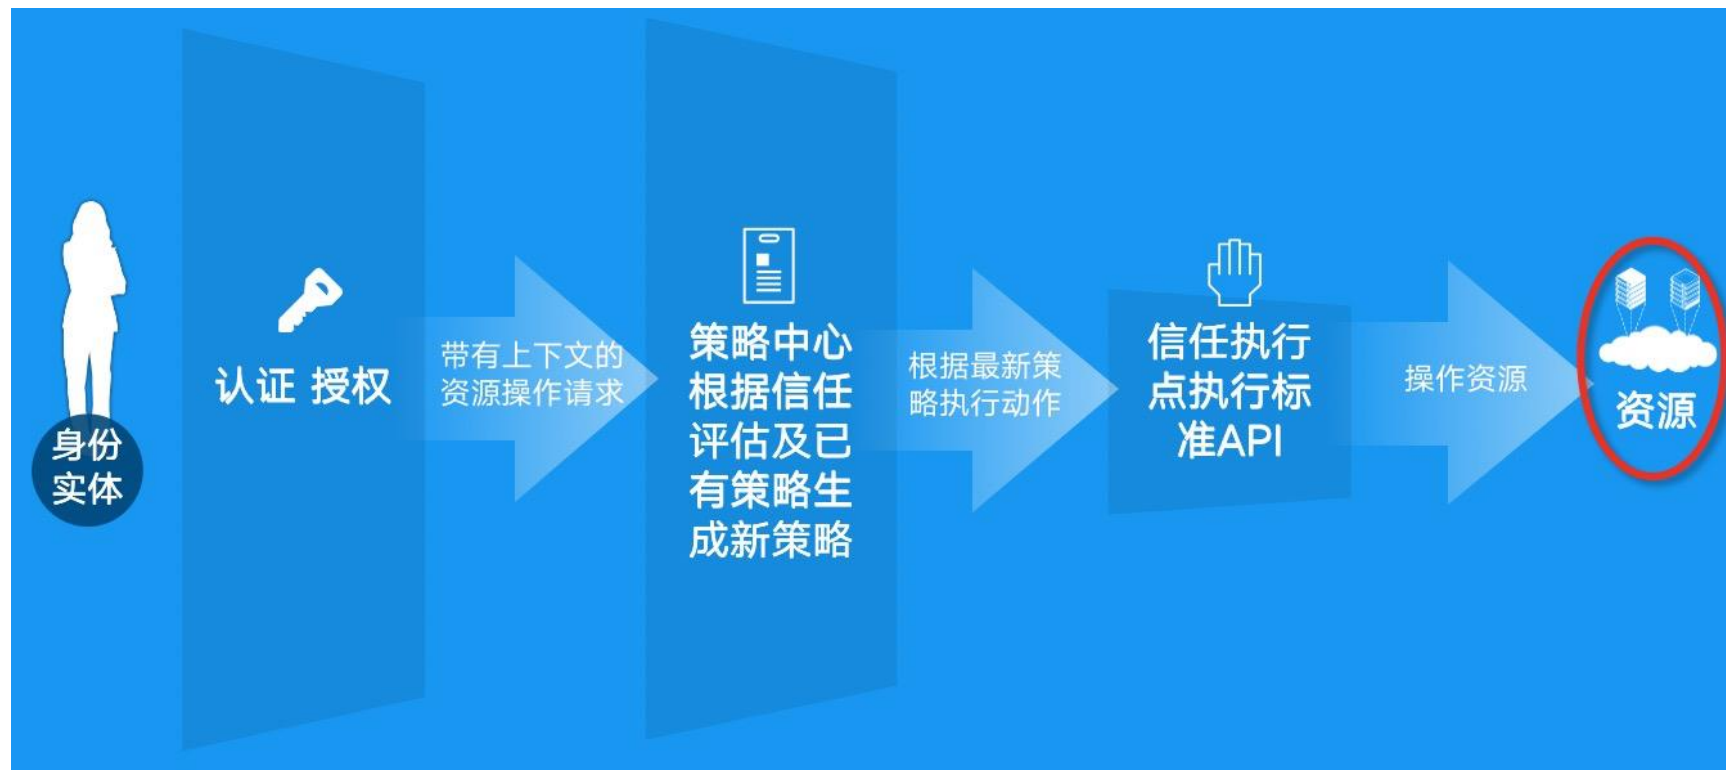 身份
实体
认证 授权
带有上下文的
资源操作请求
策略中心
根据信任
评估及已
有策略生
成新策略
根据最新策
略执行动作
信任执行
点执行标
准API
操作资源
资源